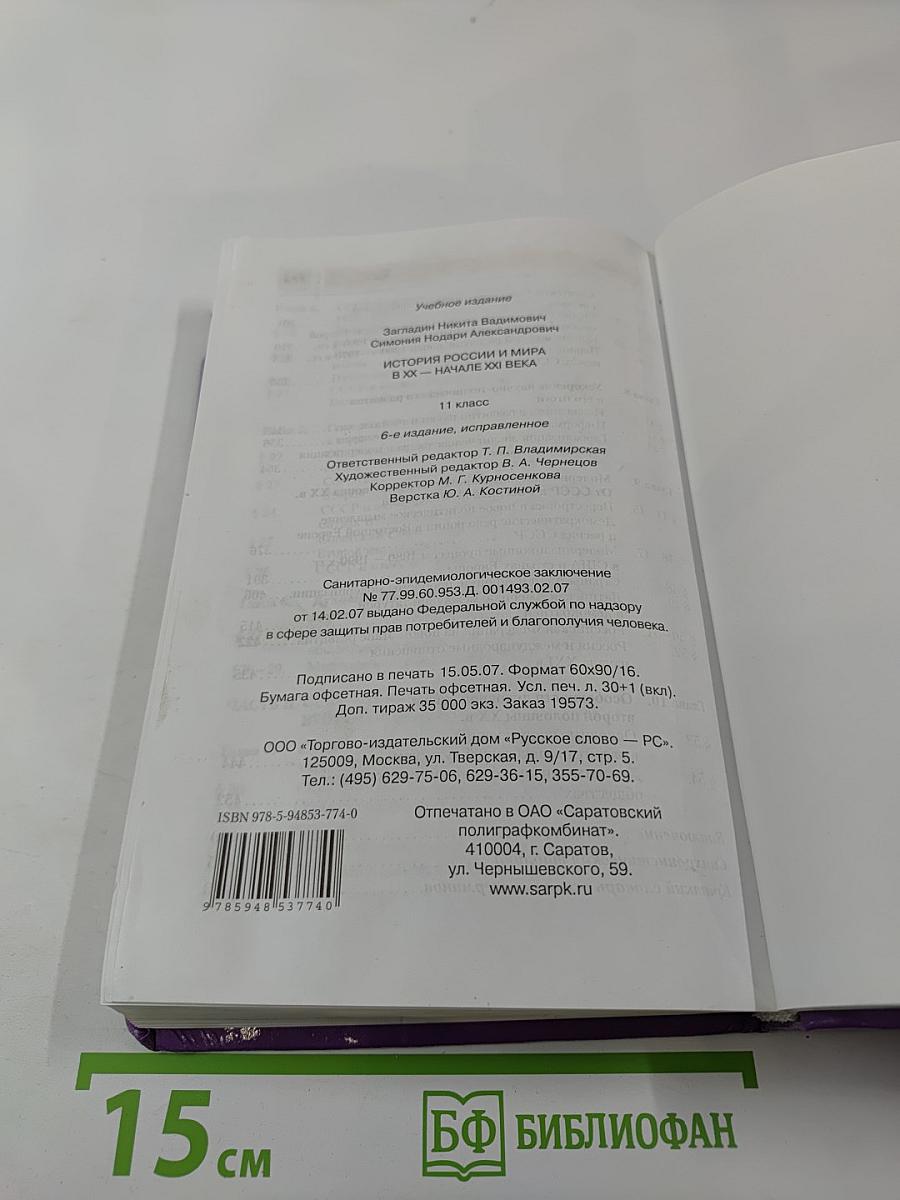 Учебное издание
Загладин Никита Вадимович
Симония Нодари Александрович
ИСТОРИЯ РОССИИ И МИРА
В XX — НАЧАЛЕ XXI ВЕКА
11 класс
6-е издание, исправленное
Ответственный редактор Т. П. Владимирская
Художественный редактор В. А. Чернецов
Корректор М. Г. Курносенкова
Верстка Ю. А. Костиной
Санитарно-эпидемиологическое заключение
№ 77.99.60.953.Д. 001493.02.07
от 14.02.07 выдано Федеральной службой по надзору
в сфере защиты прав потребителей и благополучия человека.
Подписано в печать 15.05.07. Формат 60х90/16.
Бумага офсетная. Печать офсетная. Усл. печ. л. 30+1 (вкл).
Доп. тираж 35 000 экз. Заказ 19573.
ООО «Торгово-издательский дом «Русское слово — РС».
125009, Москва, ул. Тверская, д. 9/17, стр. 5.
Тел.: (495) 629-75-06, 629-36-15, 355-70-69.
ISBN 978-5-94853-774-0
9 785948 537740
Отпечатано в ОАО «Саратовский
полиграфкомбинат».
410004, г. Саратов,
ул. Чернышевского, 59.
www.sarpk.ru
15 см
БФ БИБЛИОФАН